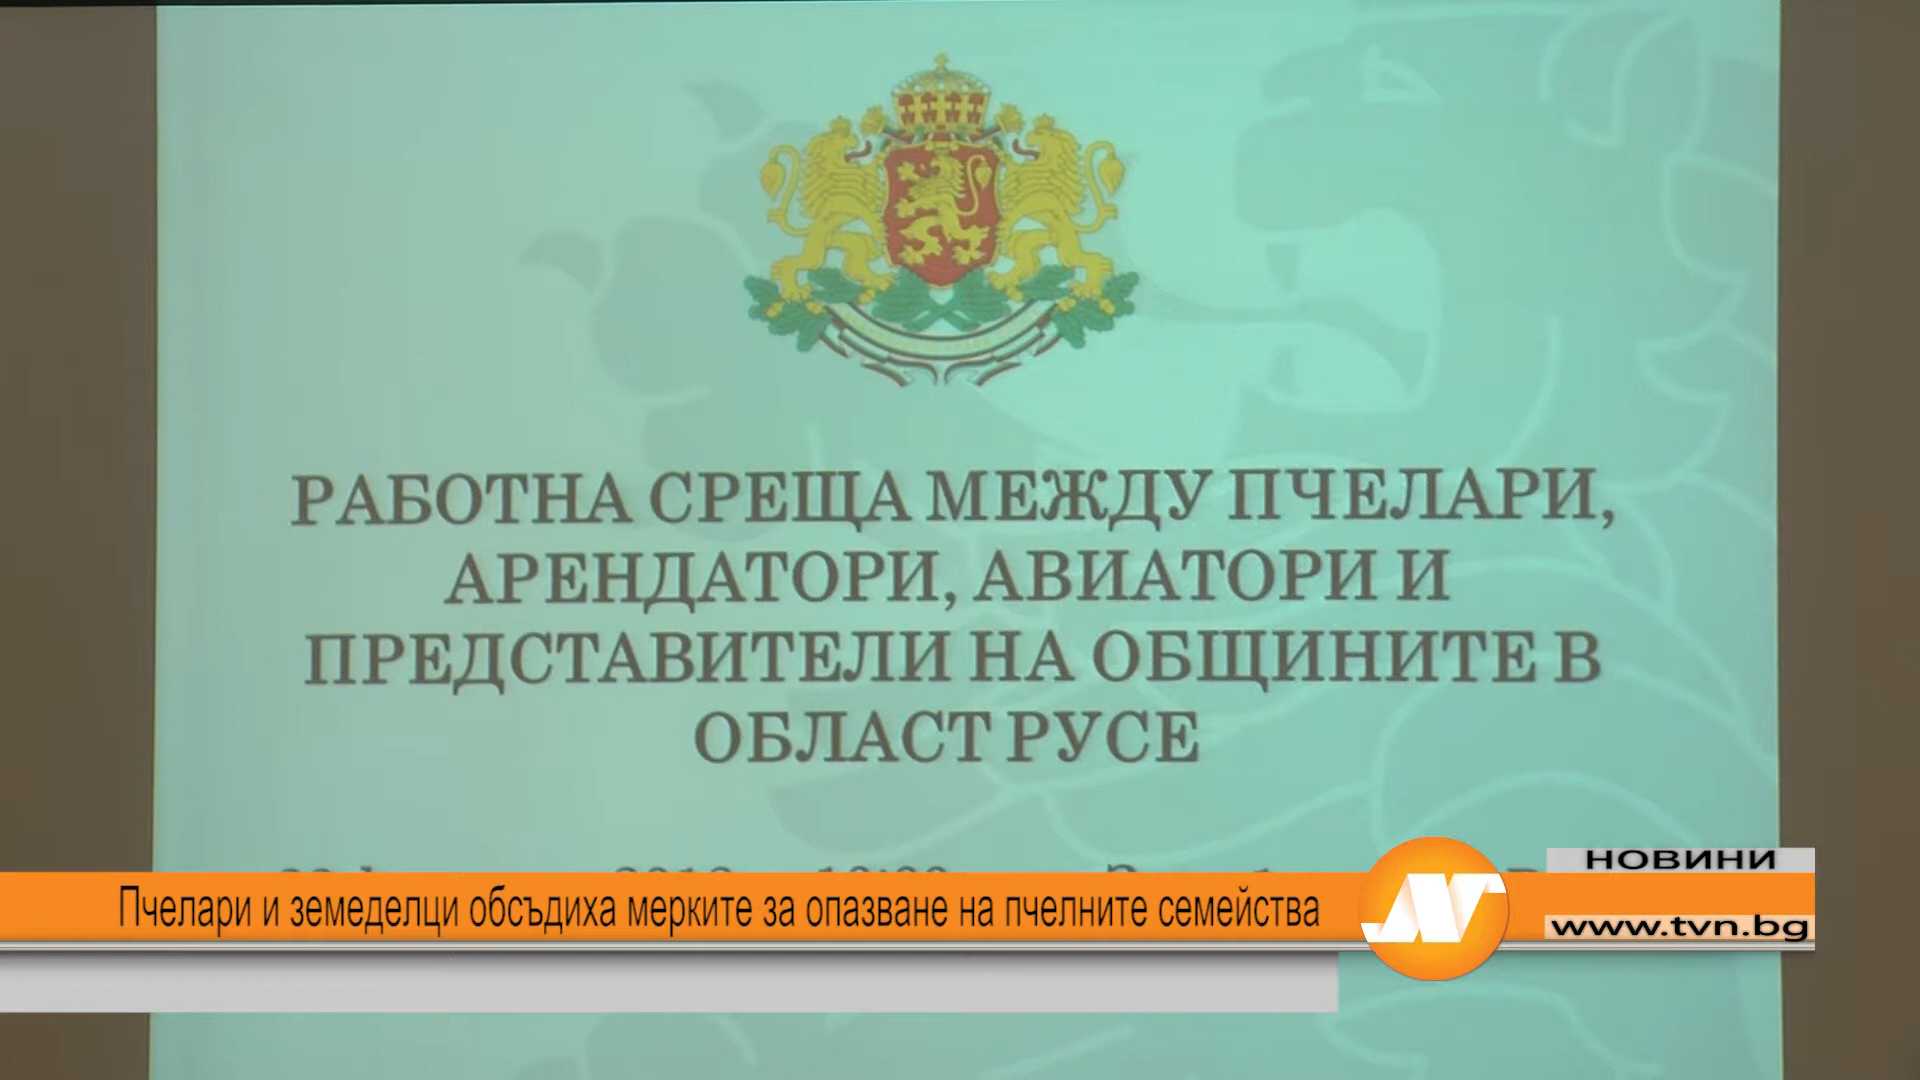 РАБОТНА СРЕЩА МЕЖДУ ПЧЕЛАРИ,
АРЕНДАТОРИ, АВИАТОРИ И
ПРЕДСТАВИТЕЛИ НА ОБЩИНИТЕ В
ОБЛАСТ РУСЕ
Пчелари и земеделци обсъдиха мерките за опазване на пчелните семейства
НОВИНИ
www.tvn.bg